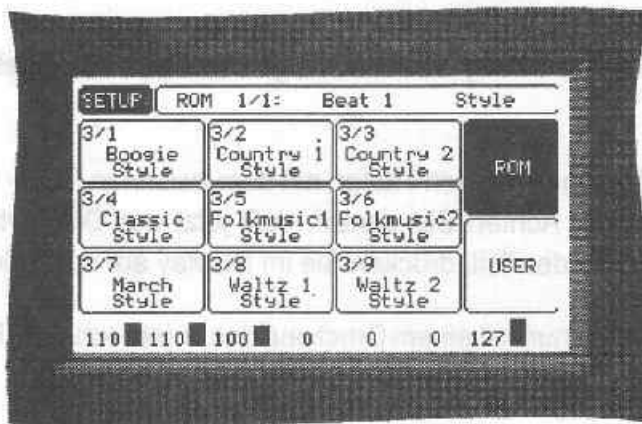 SETUP ROM 1/1: Beat 1 Style
3/1 Boogie Style
3/2 Country 1 Style
3/3 Country 2 Style
ROM
3/4 Classic Style
3/5 Folkmusic1 Style
3/6 Folkmusic2 Style
3/7 March Style
3/8 Waltz 1 Style
3/9 Waltz 2 Style
USER
110 110 100 0 0 0 127